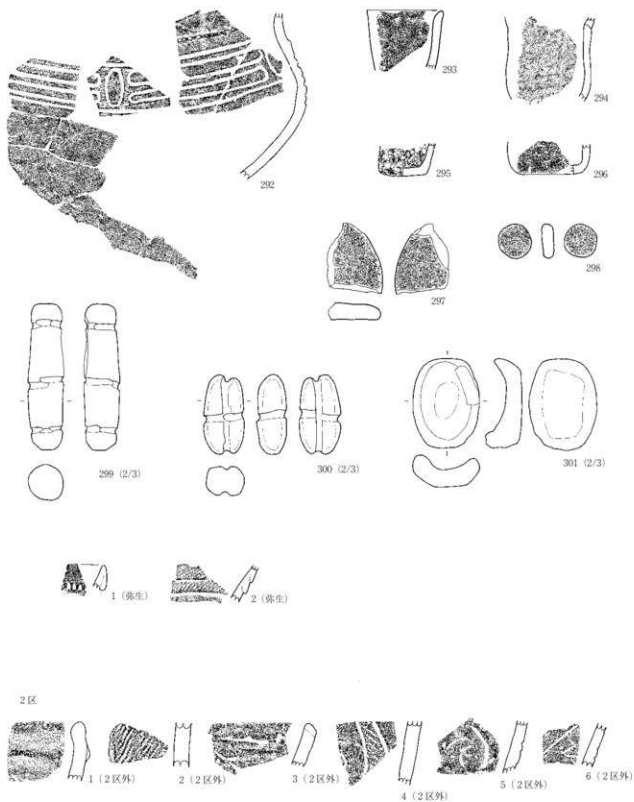 292
293
294
295
296
297
298
299 (2/3)
300 (2/3)
301 (2/3)
1 (弥生)
2 (弥生)
2区
1 (2区外)
2 (2区外)
3 (2区外)
4 (2区外)
5 (2区外)
6 (2区外)